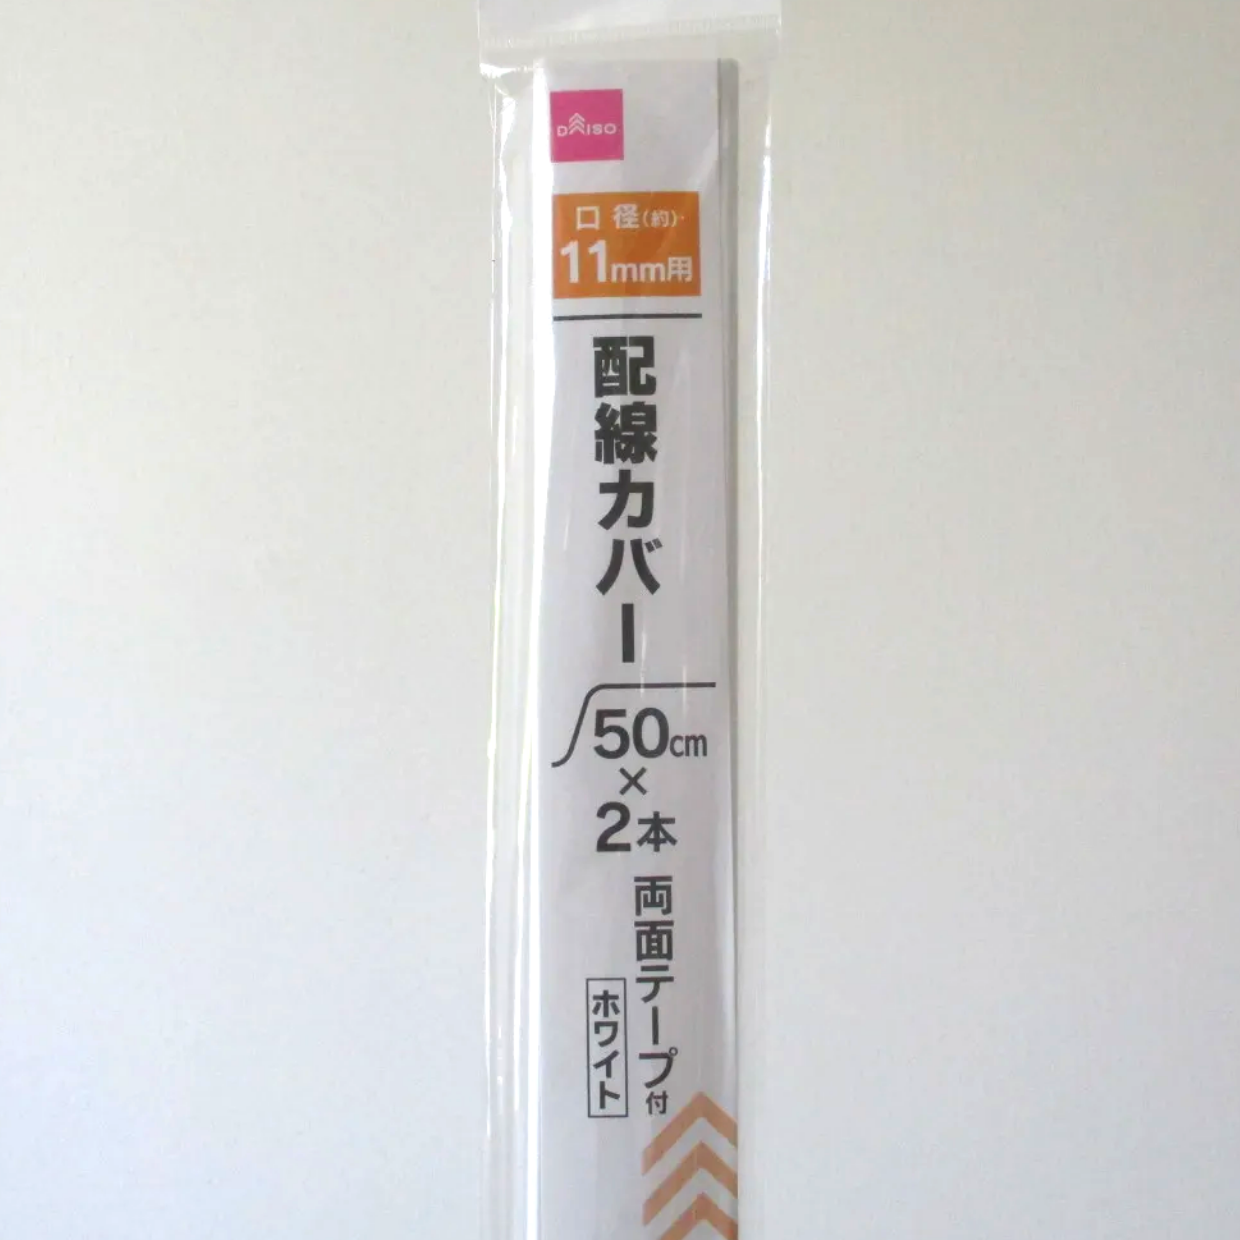 DAISO
口径(約)
11mm用
配線カバー
50cm
×
2本
両面テープ付
ホワイト